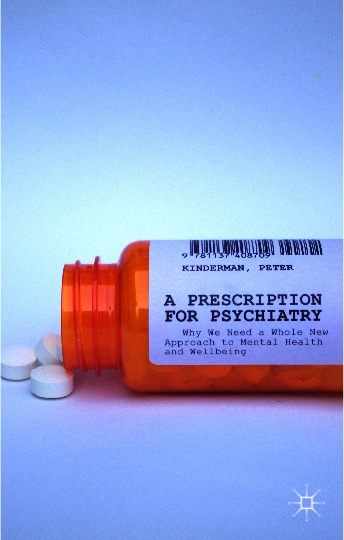 9 781137 408709
KINDERMAN, PETER
A PRESCRIPTION
FOR PSYCHIATRY
Why We Need a Whole New
Approach to Mental Health
and Wellbeing